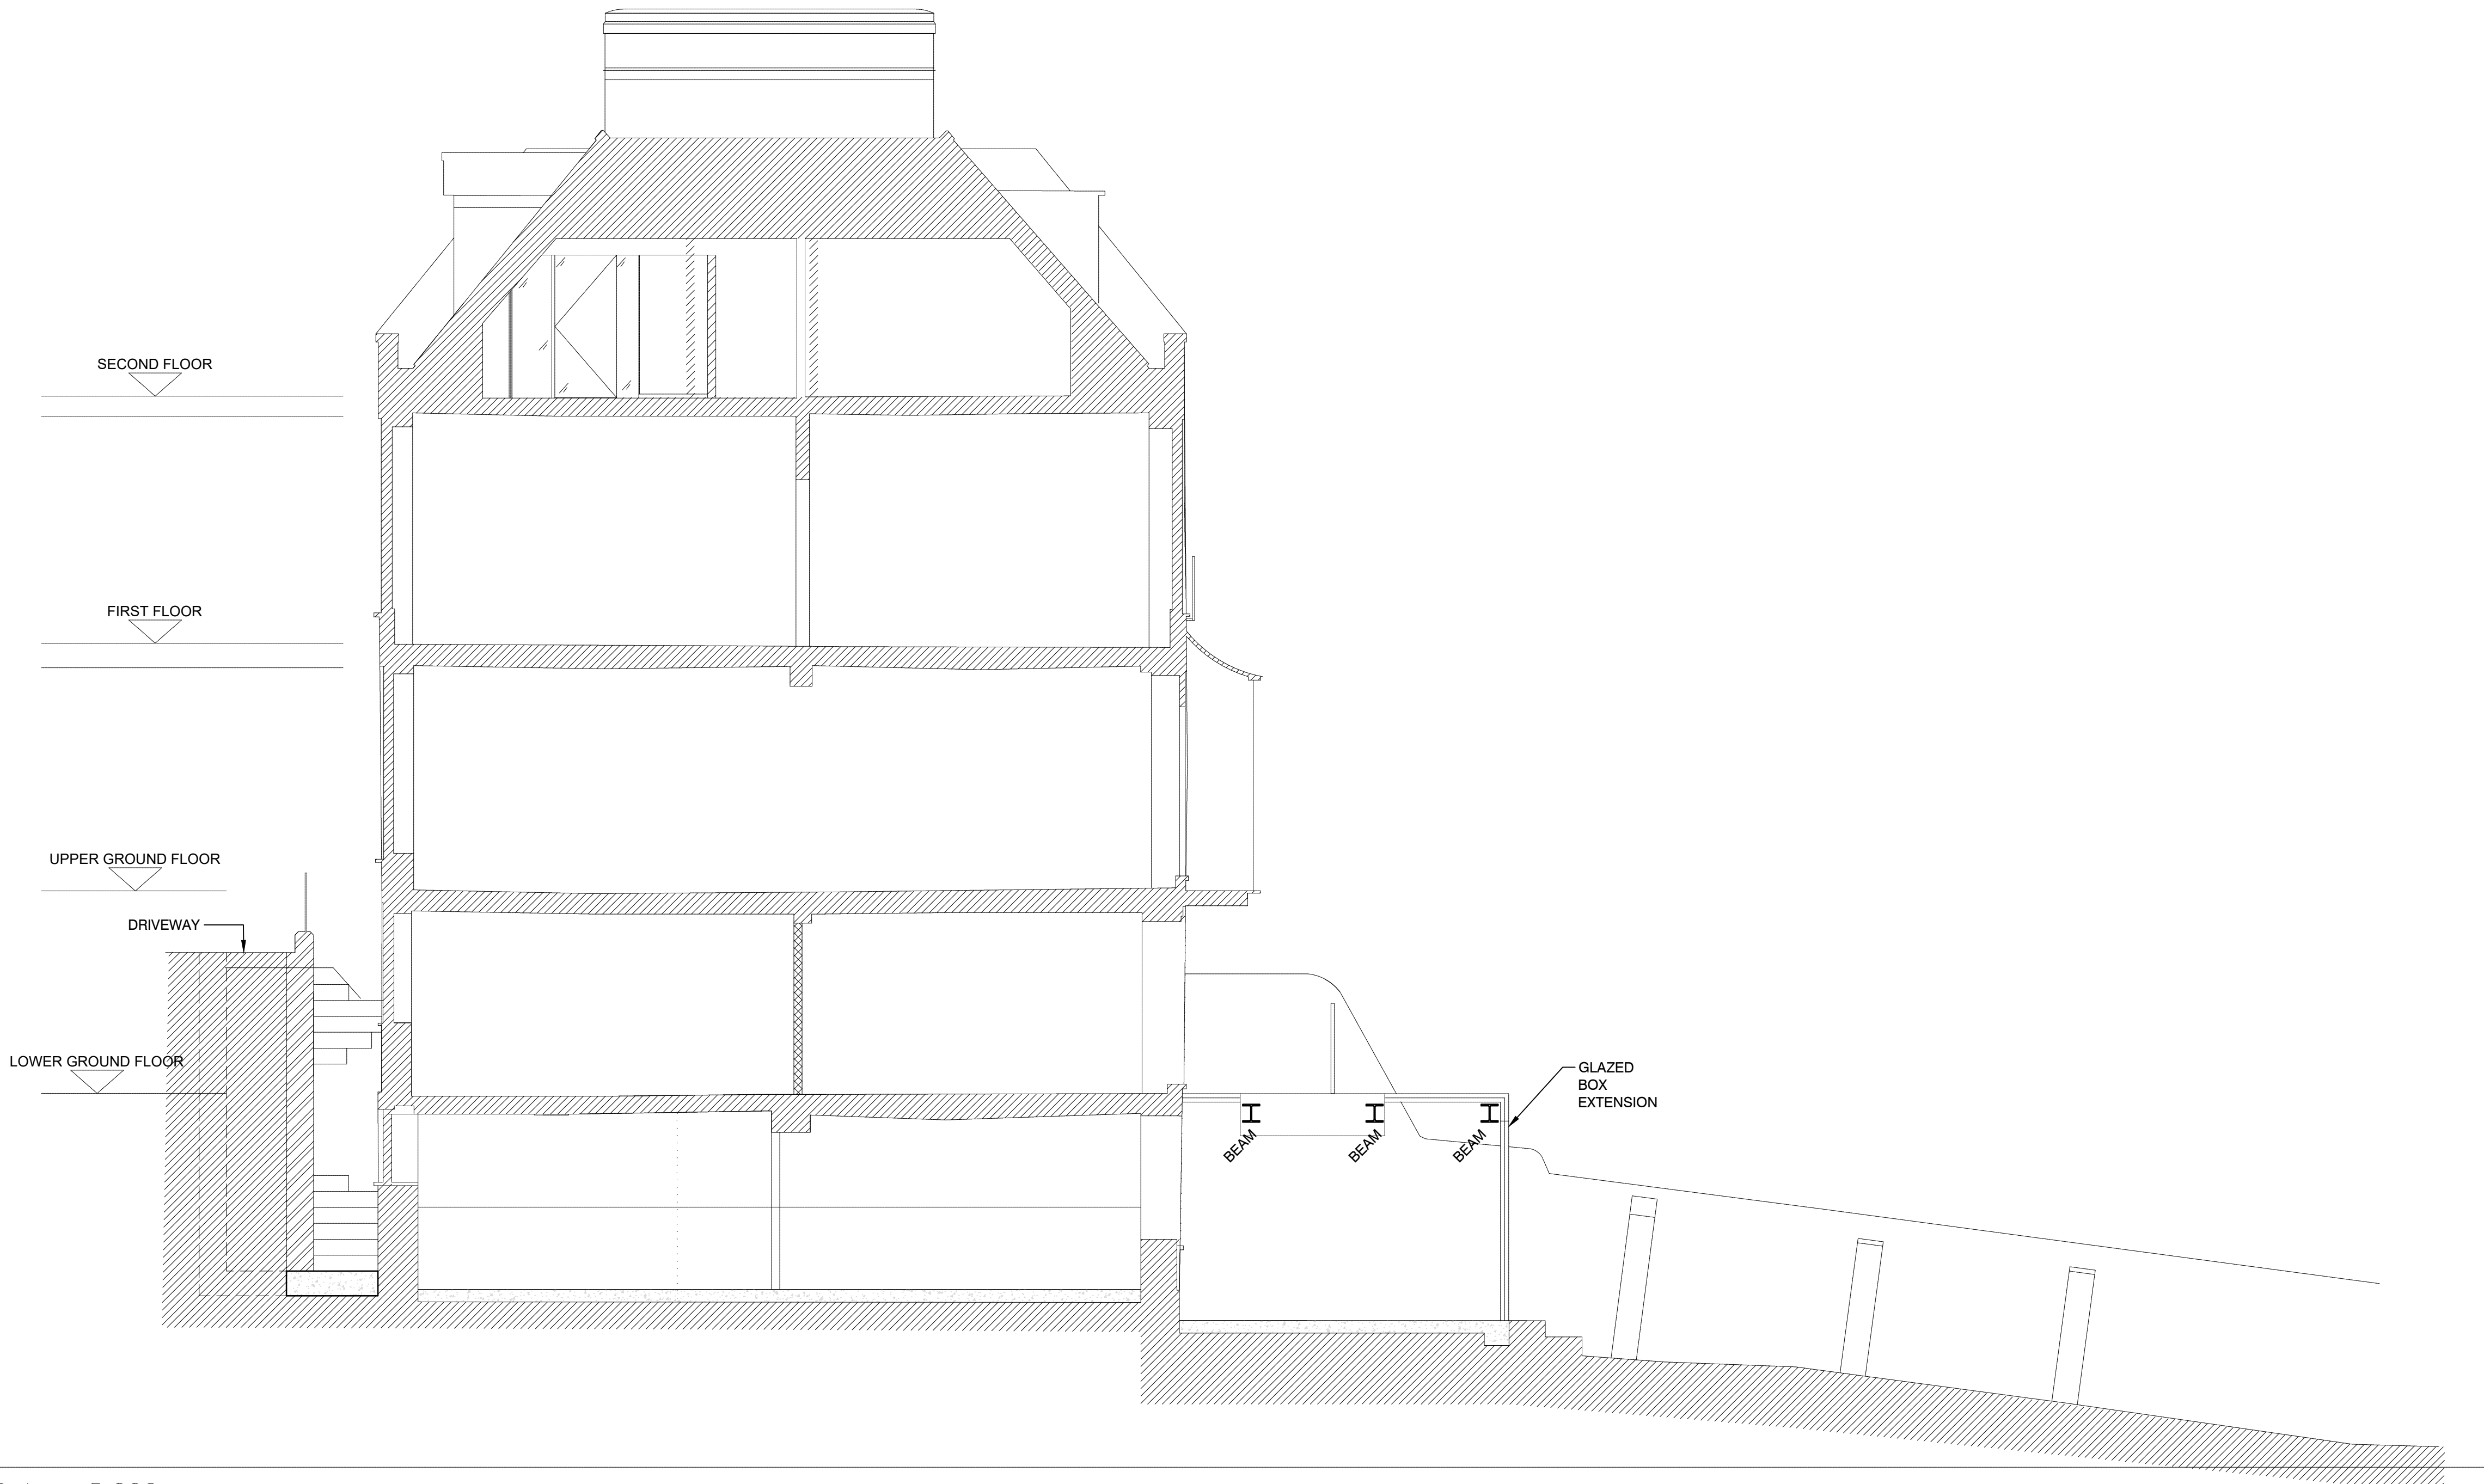 SECOND FLOOR
FIRST FLOOR
UPPER GROUND FLOOR
DRIVEWAY
LOWER GROUND FLOOR
GLAZED
BOX
EXTENSION
BEAM
BEAM
BEAM